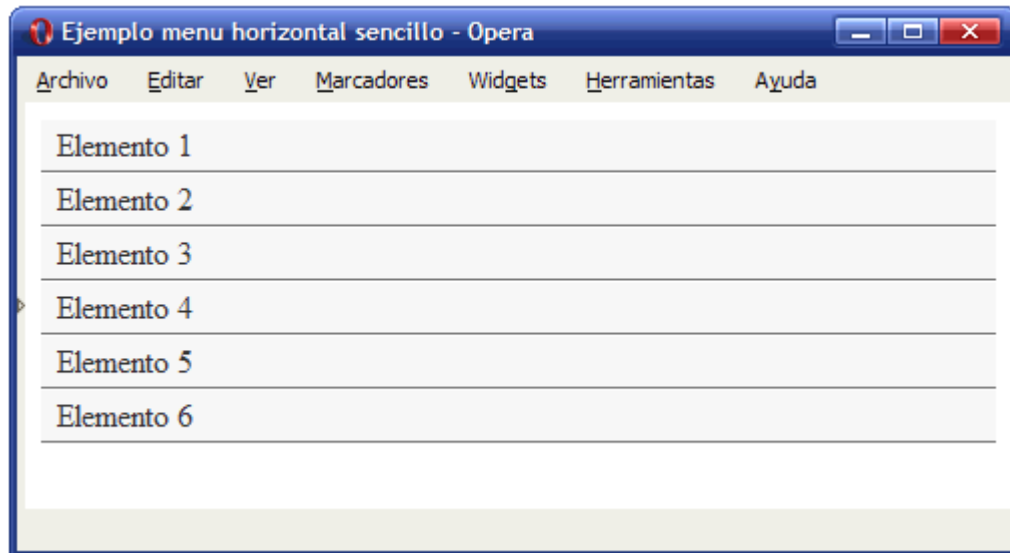 Ejemplo menu horizontal sencillo - Opera
Archivo Editar Ver Marcadores Widgets Herramientas Ayuda
Elemento 1
Elemento 2
Elemento 3
Elemento 4
Elemento 5
Elemento 6